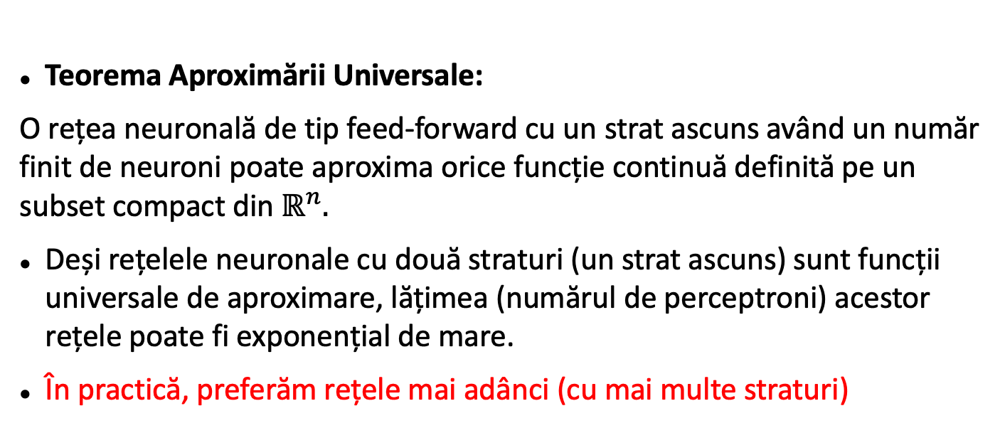 • Teorema Aproximării Universale:
O rețea neuronală de tip feed-forward cu un strat ascuns având un număr
finit de neuroni poate aproxima orice funcție continuă definită pe un
subset compact din ℝⁿ.
• Deși rețelele neuronale cu două straturi (un strat ascuns) sunt funcții
universale de aproximare, lățimea (numărul de perceptroni) acestor
rețele poate fi exponențial de mare.
• În practică, preferăm rețele mai adânci (cu mai multe straturi)